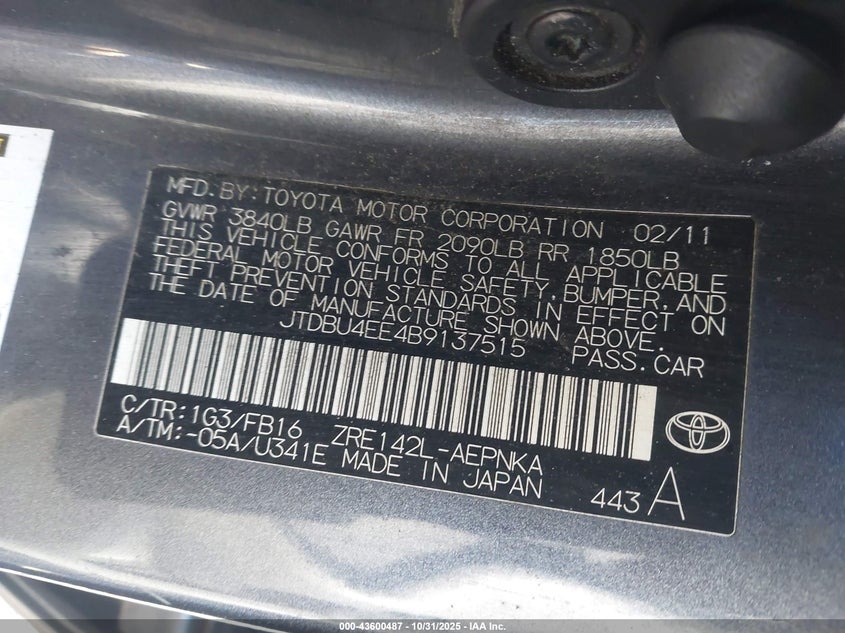 MFD. BY: TOYOTA MOTOR CORPORATION 02/11
GVWR 3840LB GAWR FR 2090LB RR 1850LB
THIS VEHICLE CONFORMS TO ALL APPLICABLE
FEDERAL MOTOR VEHICLE SAFETY, BUMPER, AND
THEFT PREVENTION STANDARDS IN EFFECT ON
THE DATE OF MANUFACTURE SHOWN ABOVE.
JTDBU4EE4B9137515 PASS. CAR
C/TR: 1G3/FB16 ZRE142L-AEPNKA
A/TM: -05A/U341E MADE IN JAPAN
443 A
000-43600487 - 10/31/2025 - IAA Inc.